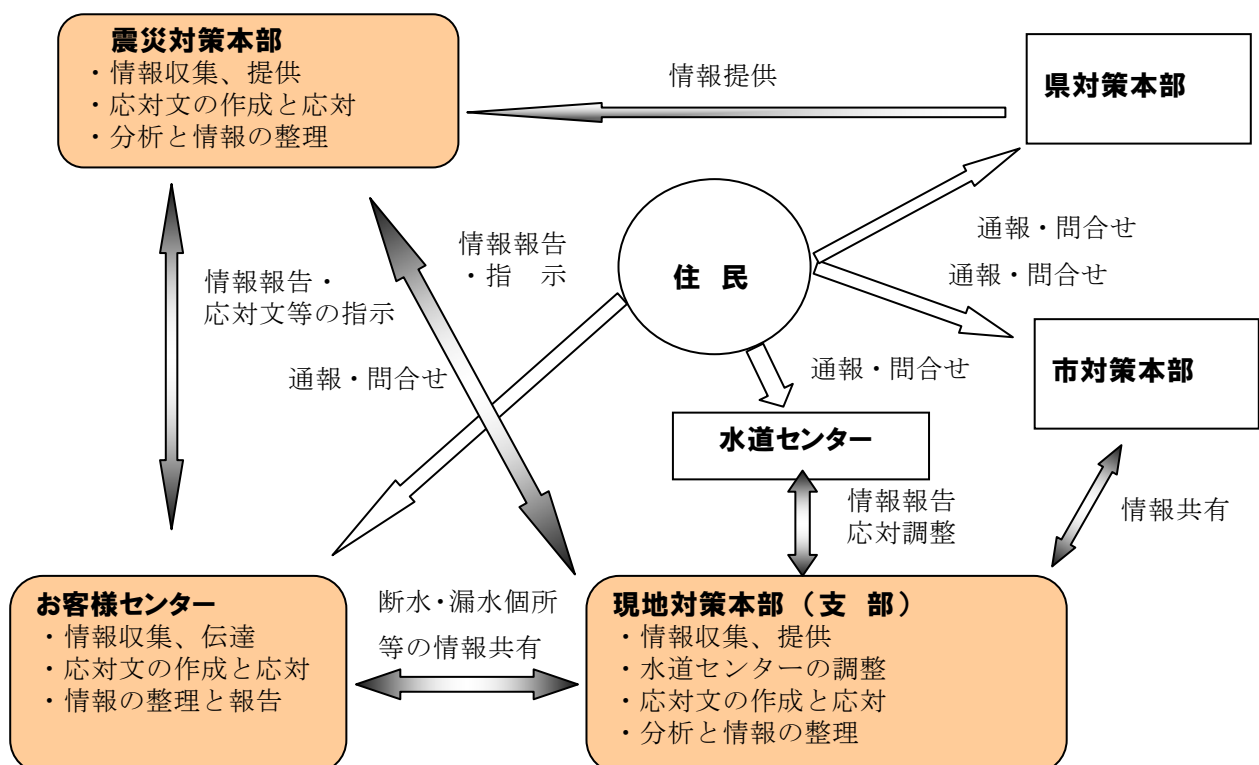 震災対策本部
・情報収集、提供
・応対文の作成と応対
・分析と情報の整理
情報提供
県対策本部
通報・問合せ
通報・問合せ
住 民
情報報告
・指 示
情報報告・
応対文等の指示
通報・問合せ
通報・問合せ
市対策本部
水道センター
情報報告
応対調整
情報共有
お客様センター
・情報収集、伝達
・応対文の作成と応対
・情報の整理と報告
断水・漏水個所
等の情報共有
現地対策本部(支 部)
・情報収集、提供
・水道センターの調整
・応対文の作成と応対
・分析と情報の整理